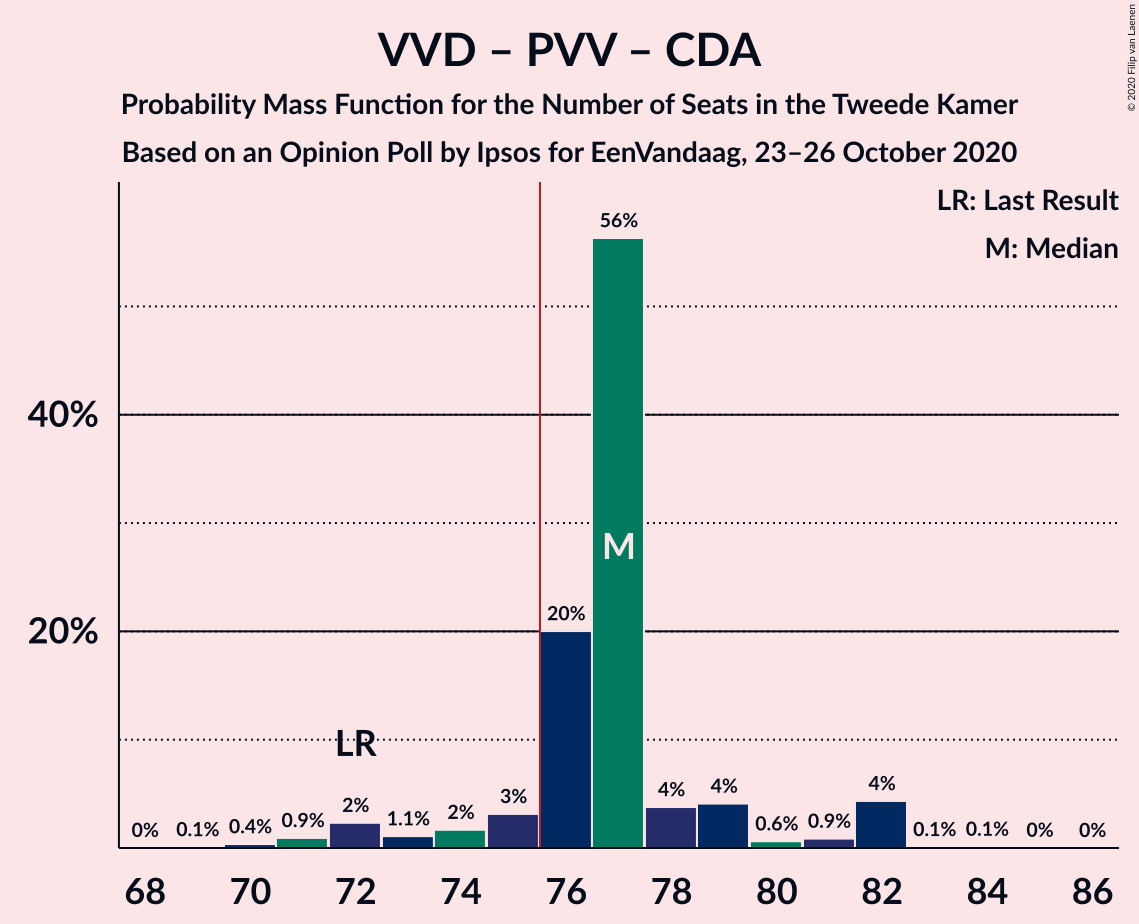 VVD – PVV – CDA
Probability Mass Function for the Number of Seats in the Tweede Kamer
Based on an Opinion Poll by Ipsos for EenVandaag, 23–26 October 2020
© 2020 Filip van Laenen
LR: Last Result
M: Median
40%
20%
0%
0.1%
0.4%
0.9%
2%
1.1%
2%
3%
20%
56%
4%
4%
0.6%
0.9%
4%
0.1%
0.1%
0%
0%
LR
M
68 70 72 74 76 78 80 82 84 86